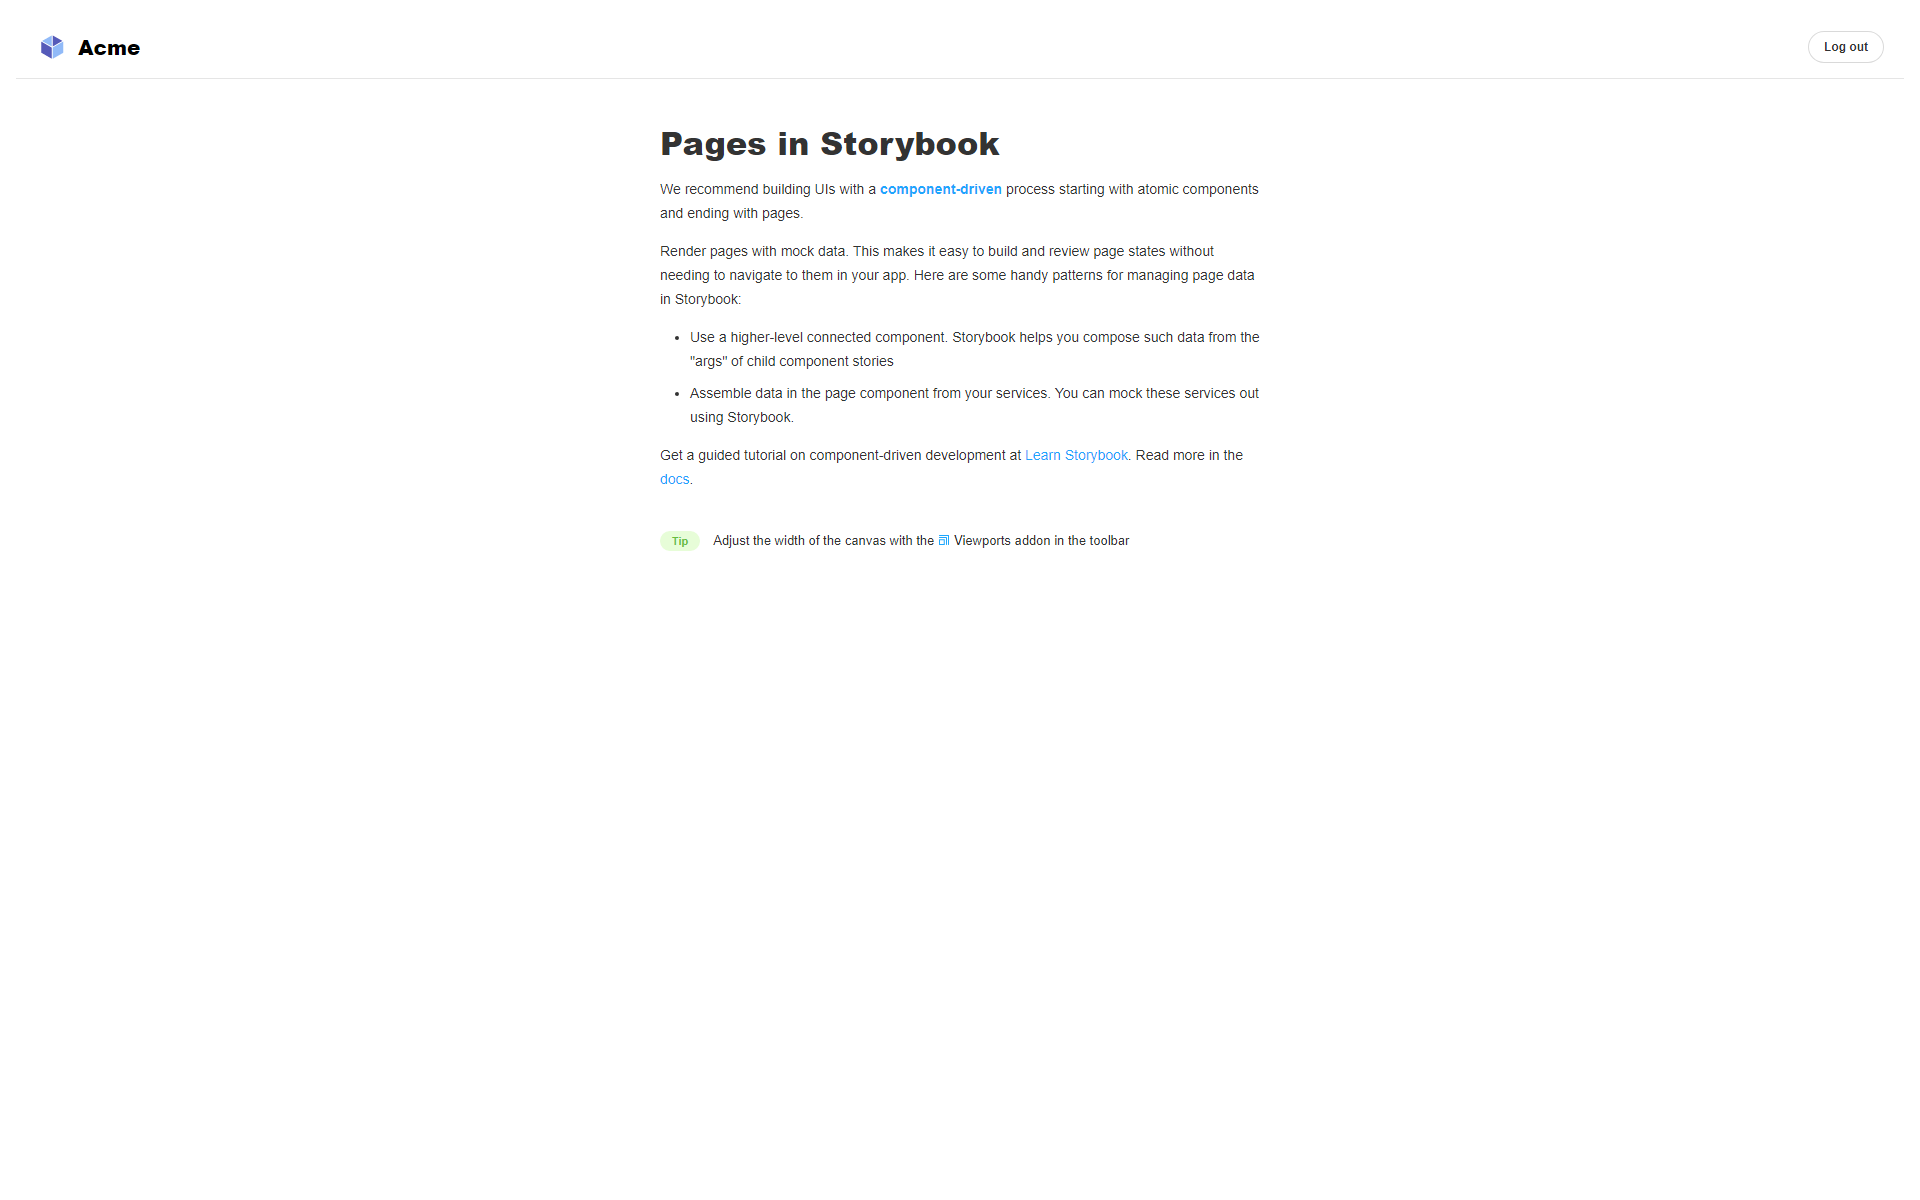 Acme
Log out
Pages in Storybook
We recommend building UIs with a component-driven process starting with atomic components
and ending with pages.
Render pages with mock data. This makes it easy to build and review page states without
needing to navigate to them in your app. Here are some handy patterns for managing page data
in Storybook:
• Use a higher-level connected component. Storybook helps you compose such data from the
"args" of child component stories
• Assemble data in the page component from your services. You can mock these services out
using Storybook.
Get a guided tutorial on component-driven development at Learn Storybook. Read more in the
docs.
Tip Adjust the width of the canvas with the Viewports addon in the toolbar